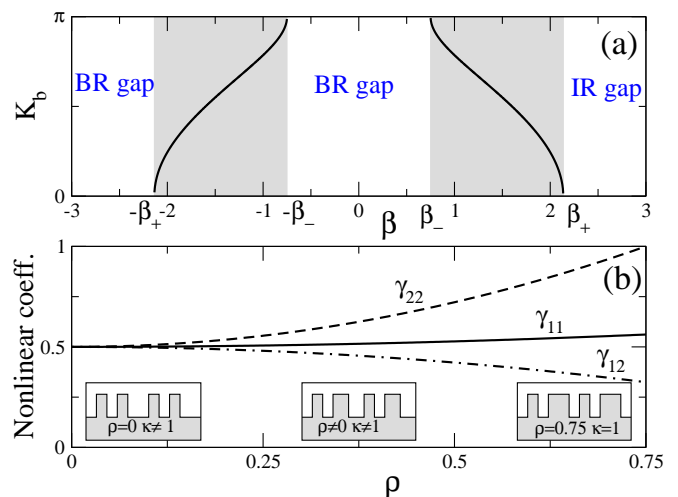 π
(a)
BR gap
BR gap
IR gap
K_b
0
-3 -β₊ -2 -1 -β₋ 0 β β₋ 1 2 β₊ 3
1
(b)
γ₂₂
γ₁₁
0.5
γ₁₂
Nonlinear coeff.
ρ=0 κ≠ 1
ρ≠0 κ≠1
ρ=0.75 κ=1
0
0 0.25 0.5 0.75
ρ